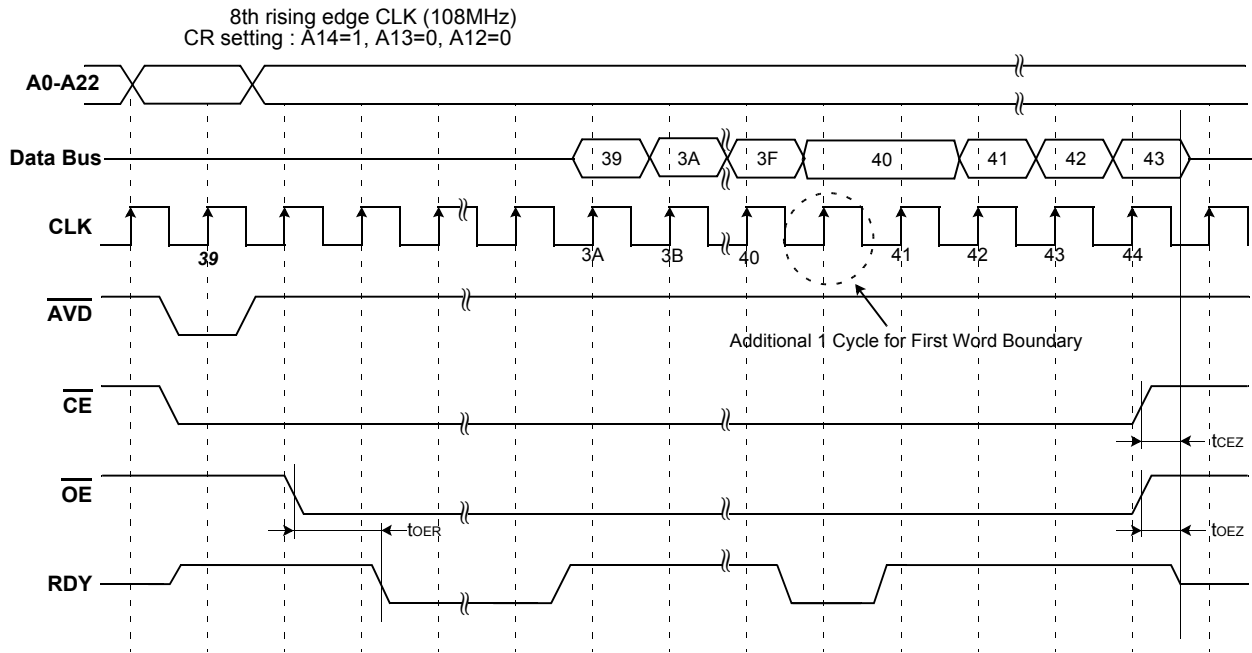 8th rising edge CLK (108MHz)
CR setting : A14=1, A13=0, A12=0
A0-A22
Data Bus 39 3A 3F 40 41 42 43
CLK
39 3A 3B 40 41 42 43 44
AVD
Additional 1 Cycle for First Word Boundary
CE
tCEZ
OE
tOER tOEZ
RDY